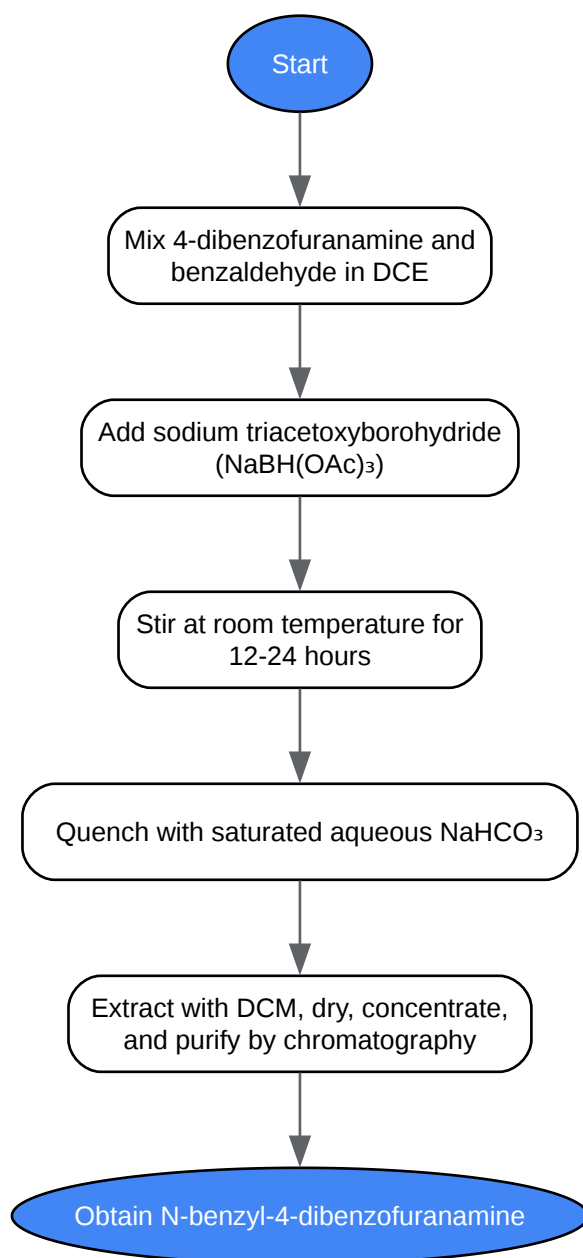 Start
Mix 4-dibenzofuranamine and
benzaldehyde in DCE
Add sodium triacetoxyborohydride
(NaBH(OAc)₃)
Stir at room temperature for
12-24 hours
Quench with saturated aqueous NaHCO₃
Extract with DCM, dry, concentrate,
and purify by chromatography
Obtain N-benzyl-4-dibenzofuranamine